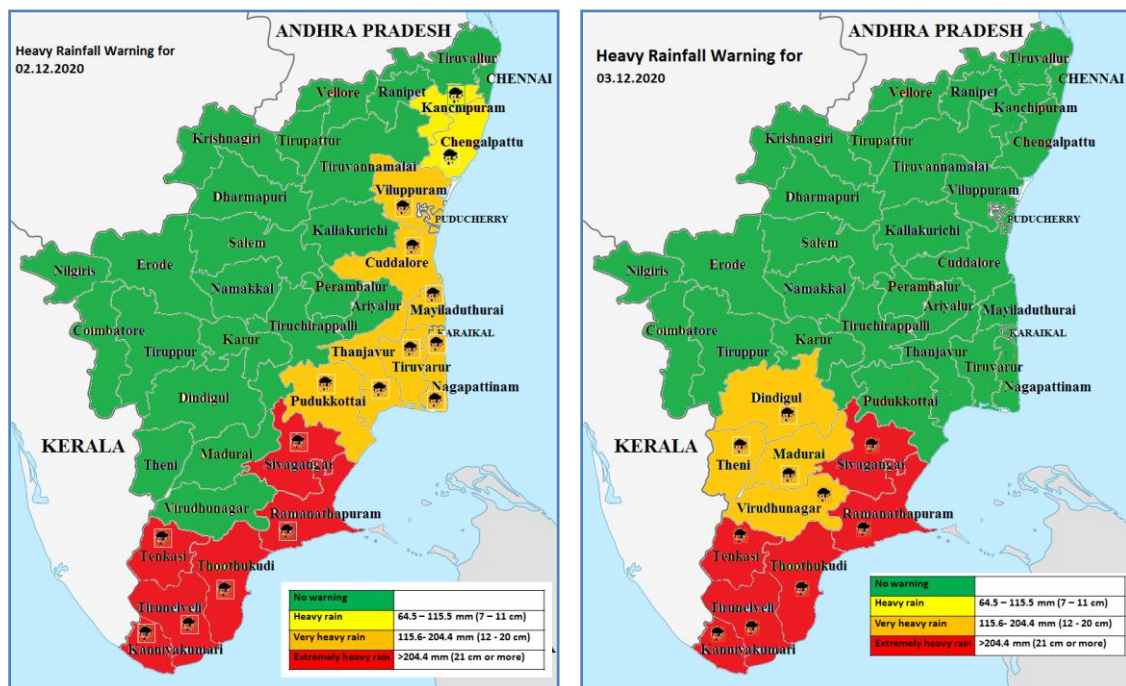 Heavy Rainfall Warning for
02.12.2020
ANDHRA PRADESH
Tiruvallur
CHENNAI
Vellore
Ranipet
Kanchipuram
Krishnagiri
Tirupattur
Chengalpattu
Tiruvannamalai
Dharmapuri
Viluppuram
PUDUCHERRY
Kallakurichi
Salem
Cuddalore
Nilgiris
Erode
Namakkal
Perambalur
Ariyalur
Mayiladuthurai
Coimbatore
Tiruchirappalli
KARAIKAL
Karur
Tiruppur
Thanjavur
Tiruvarur
Nagapattinam
Dindigul
Pudukkottai
KERALA
Madurai
Theni
Sivagangai
Virudhunagar
Ramanathapuram
Tenkasi
Thoothukudi
Tirunelveli
Kanniyakumari
No warning
Heavy rain 64.5 – 115.5 mm (7 – 11 cm)
Very heavy rain 115.6- 204.4 mm (12 - 20 cm)
Extremely heavy rain >204.4 mm (21 cm or more)
A
Heavy Rainfall Warning for
03.12.2020
ANDHRA PRADESH
Tiruvallur
CHENNAI
Vellore
Ranipet
Kanchipuram
Krishnagiri
Tirupattur
Chengalpattu
Tiruvannamalai
Dharmapuri
Viluppuram
PUDUCHERRY
Kallakurichi
Salem
Cuddalore
Nilgiris
Erode
Namakkal
Perambalur
Ariyalur
Mayiladuthurai
Coimbatore
Tiruchirappalli
KARAIKAL
Karur
Tiruppur
Thanjavur
Tiruvarur
Nagapattinam
Dindigul
Pudukkottai
KERALA
Madurai
Theni
Sivagangai
Virudhunagar
Ramanathapuram
Tenkasi
Thoothukudi
Tirunelveli
Kanniyakumari
No warning
Heavy rain 64.5 – 115.5 mm (7 – 11 cm)
Very heavy rain 115.6- 204.4 mm (12 - 20 cm)
Extremely heavy rain >204.4 mm (21 cm or more)